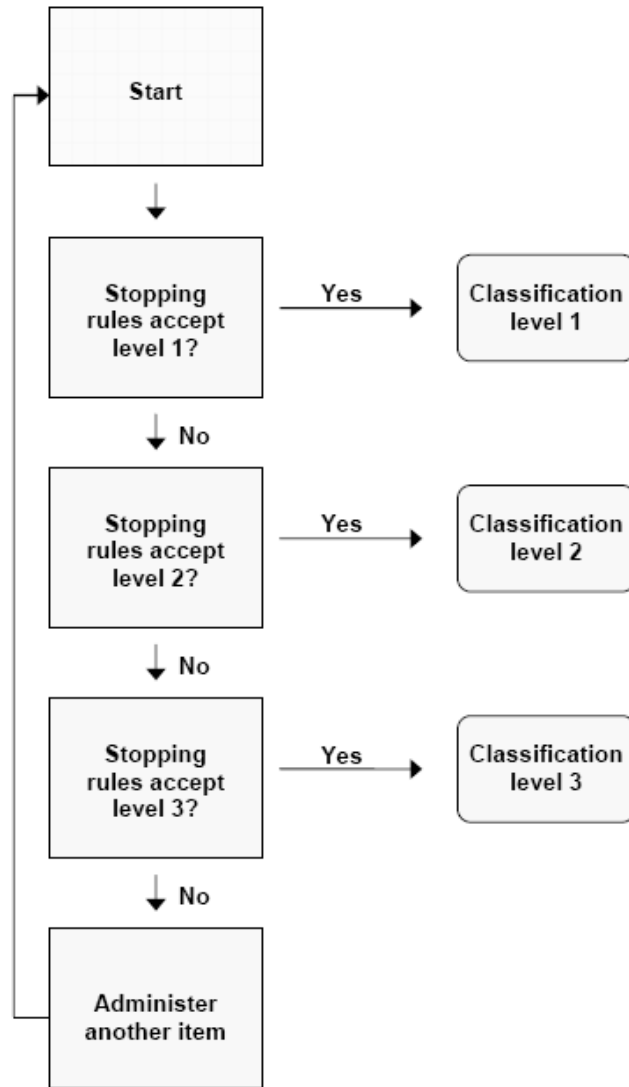 Start
Stopping
rules accept
level 1?
Yes
Classification
level 1
No
Stopping
rules accept
level 2?
Yes
Classification
level 2
No
Stopping
rules accept
level 3?
Yes
Classification
level 3
No
Administer
another item